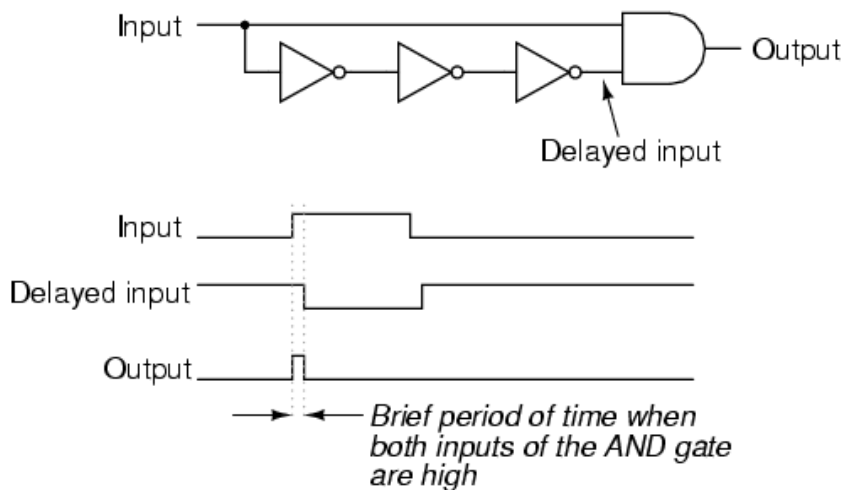 Input
Output
Delayed input
Input
Delayed input
Output
Brief period of time when
both inputs of the AND gate
are high